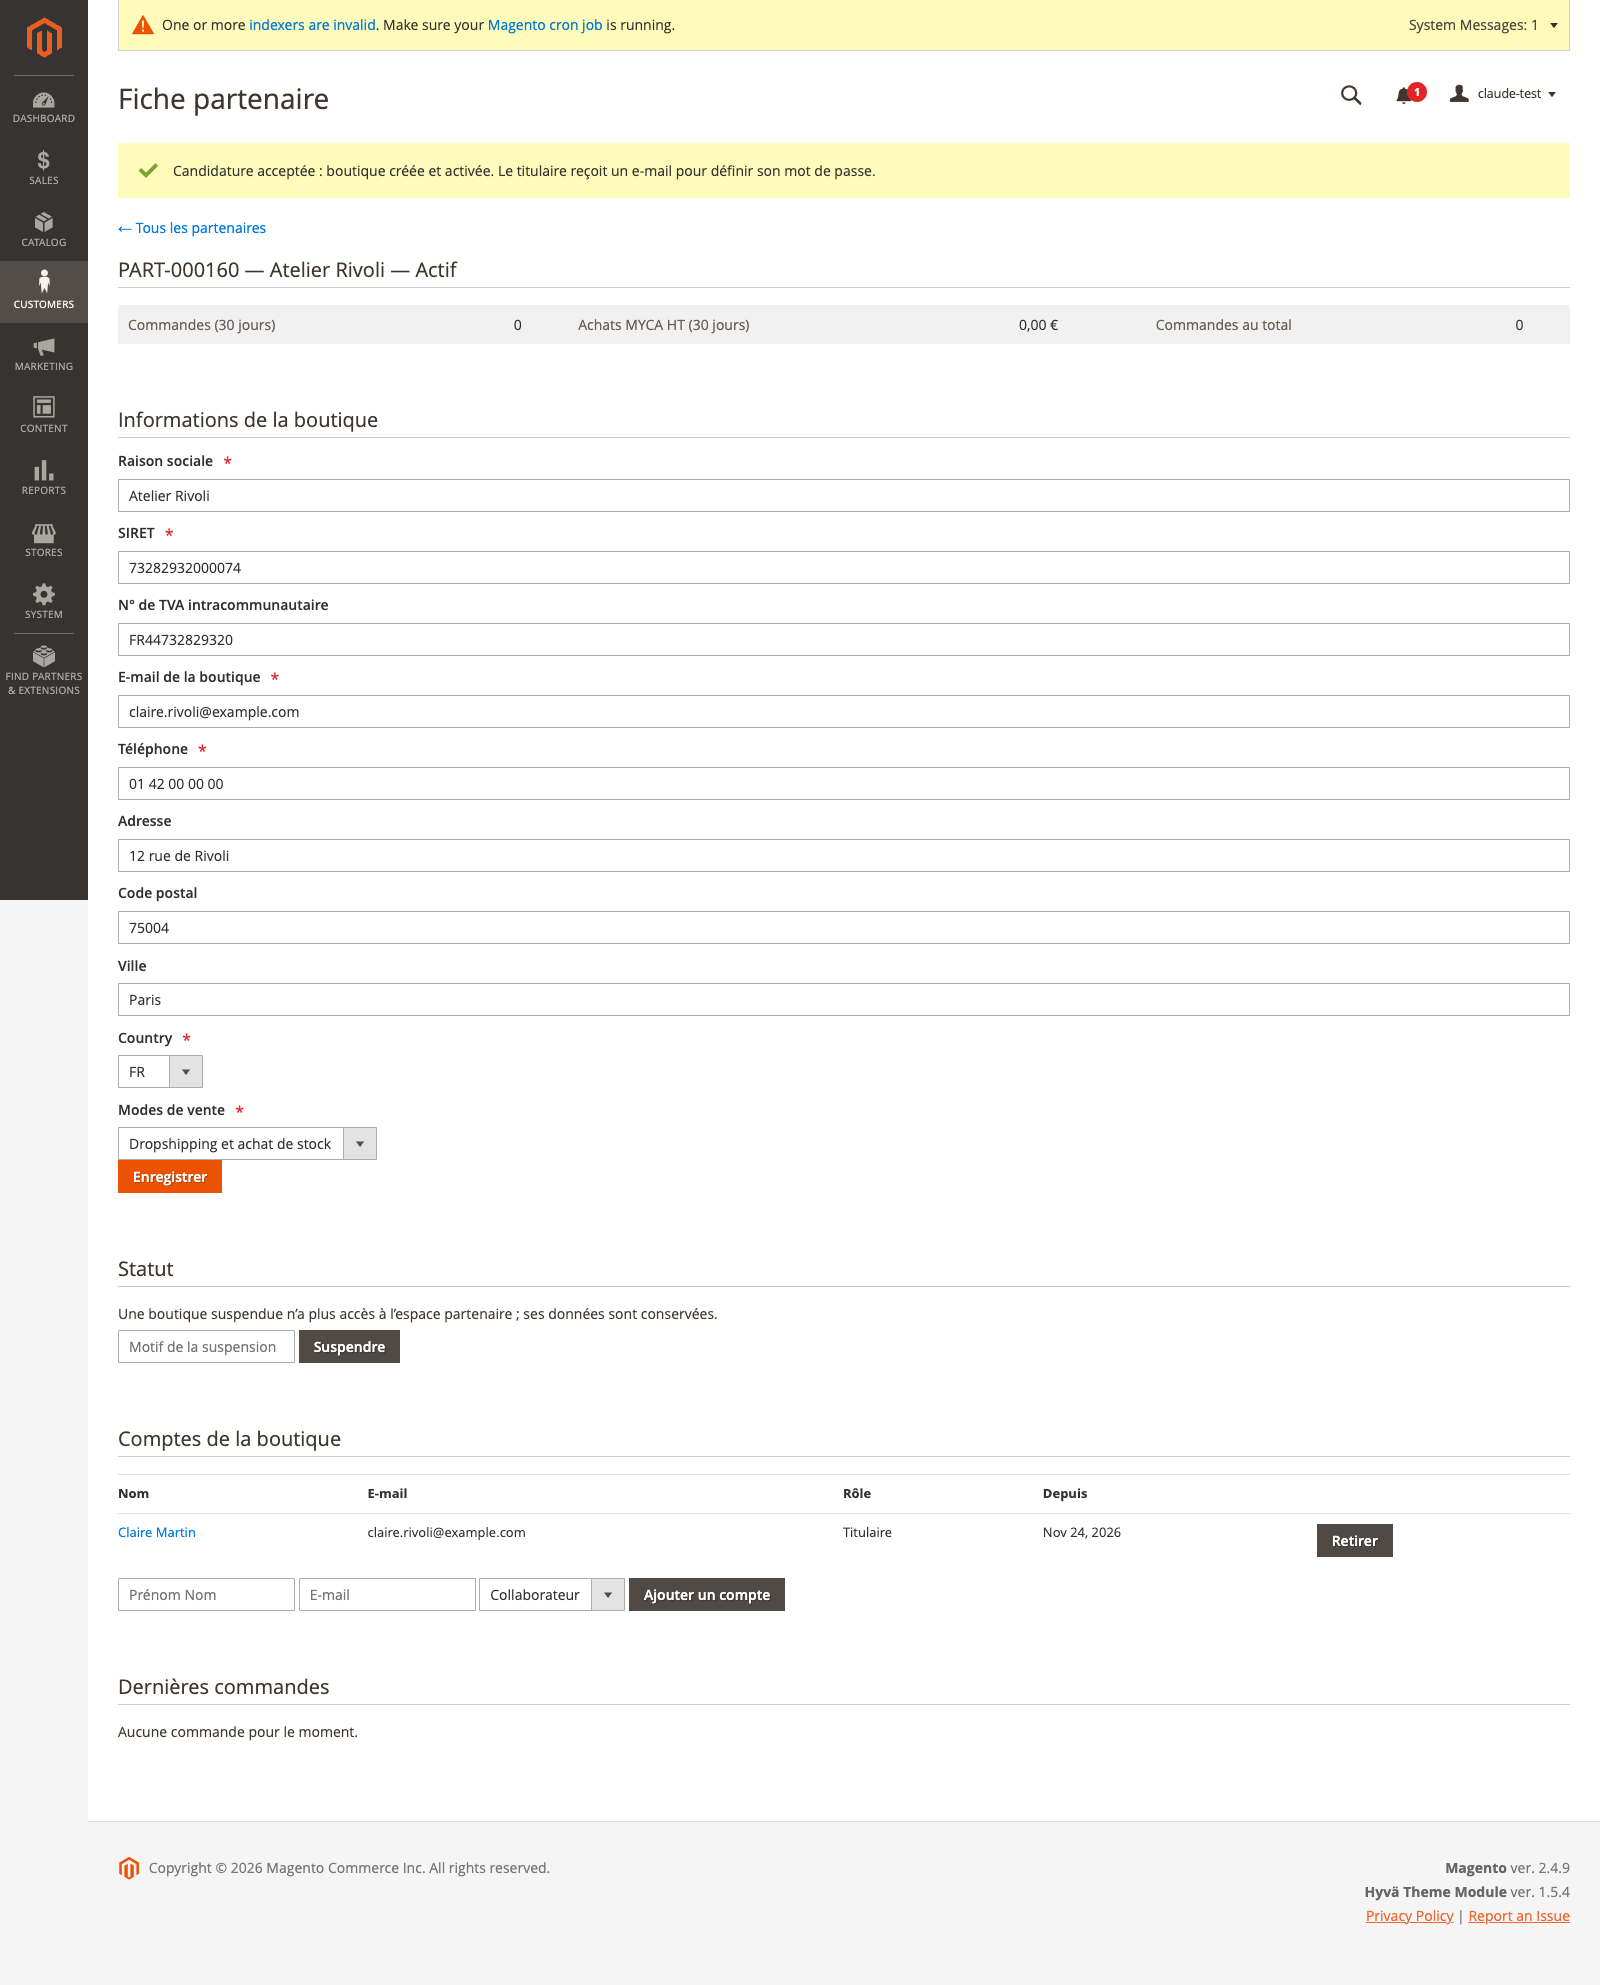 One or more indexers are invalid. Make sure your Magento cron job is running.
System Messages: 1
DASHBOARD
SALES
CATALOG
CUSTOMERS
MARKETING
CONTENT
REPORTS
STORES
SYSTEM
FIND PARTNERS
& EXTENSIONS
Fiche partenaire
1
claude-test
Candidature acceptée : boutique créée et activée. Le titulaire reçoit un e-mail pour définir son mot de passe.
← Tous les partenaires
PART-000160 — Atelier Rivoli — Actif
Commandes (30 jours) 0 Achats MYCA HT (30 jours) 0,00 € Commandes au total 0
Informations de la boutique
Raison sociale *
Atelier Rivoli
SIRET *
73282932000074
N° de TVA intracommunautaire
FR44732829320
E-mail de la boutique *
claire.rivoli@example.com
Téléphone *
01 42 00 00 00
Adresse
12 rue de Rivoli
Code postal
75004
Ville
Paris
Country *
FR
Modes de vente *
Dropshipping et achat de stock
Enregistrer
Statut
Une boutique suspendue n’a plus accès à l’espace partenaire ; ses données sont conservées.
Motif de la suspension Suspendre
Comptes de la boutique
Nom E-mail Rôle Depuis
Claire Martin claire.rivoli@example.com Titulaire Nov 24, 2026 Retirer
Prénom Nom E-mail Collaborateur Ajouter un compte
Dernières commandes
Aucune commande pour le moment.
Copyright © 2026 Magento Commerce Inc. All rights reserved.
Magento ver. 2.4.9
Hyvä Theme Module ver. 1.5.4
Privacy Policy | Report an Issue